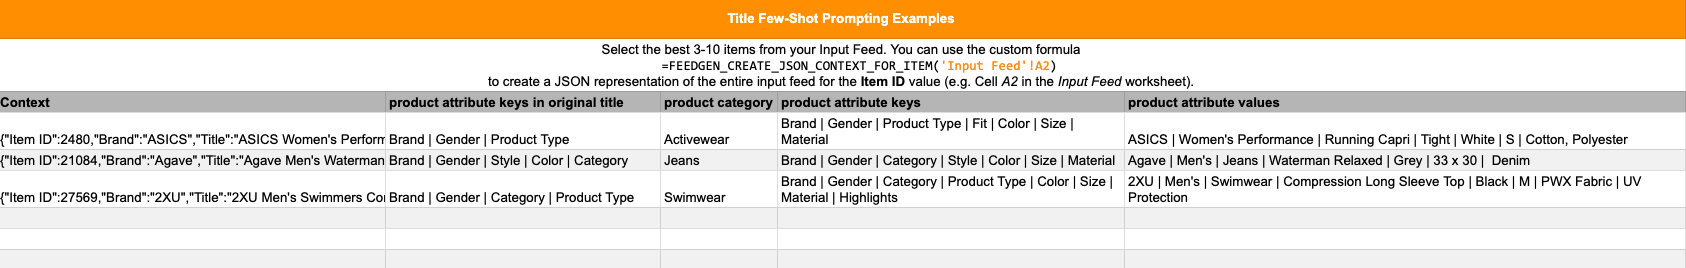 Title Few-Shot Prompting Examples
Select the best 3-10 items from your Input Feed. You can use the custom formula
=FEEDGEN_CREATE_JSON_CONTEXT_FOR_ITEM('Input Feed'!A2)
to create a JSON representation of the entire input feed for the Item ID value (e.g. Cell A2 in the Input Feed worksheet).
Context product attribute keys in original title product category product attribute keys product attribute values
Brand | Gender | Product Type | Fit | Color | Size |
{"Item ID":2480,"Brand":"ASICS","Title":"ASICS Women's Perform Brand | Gender | Product Type Activewear Material ASICS | Women's Performance | Running Capri | Tight | White | S | Cotton, Polyester
{"Item ID":21084,"Brand":"Agave","Title":"Agave Men's Waterman Brand | Gender | Style | Color | Category Jeans Brand | Gender | Category | Style | Color | Size | Material Agave | Men's | Jeans | Waterman Relaxed | Grey | 33 x 30 | Denim
Brand | Gender | Category | Product Type | Color | Size | 2XU | Men's | Swimwear | Compression Long Sleeve Top | Black | M | PWX Fabric | UV
{"Item ID":27569,"Brand":"2XU","Title":"2XU Men's Swimmers Co Brand | Gender | Category | Product Type Swimwear Material | Highlights Protection